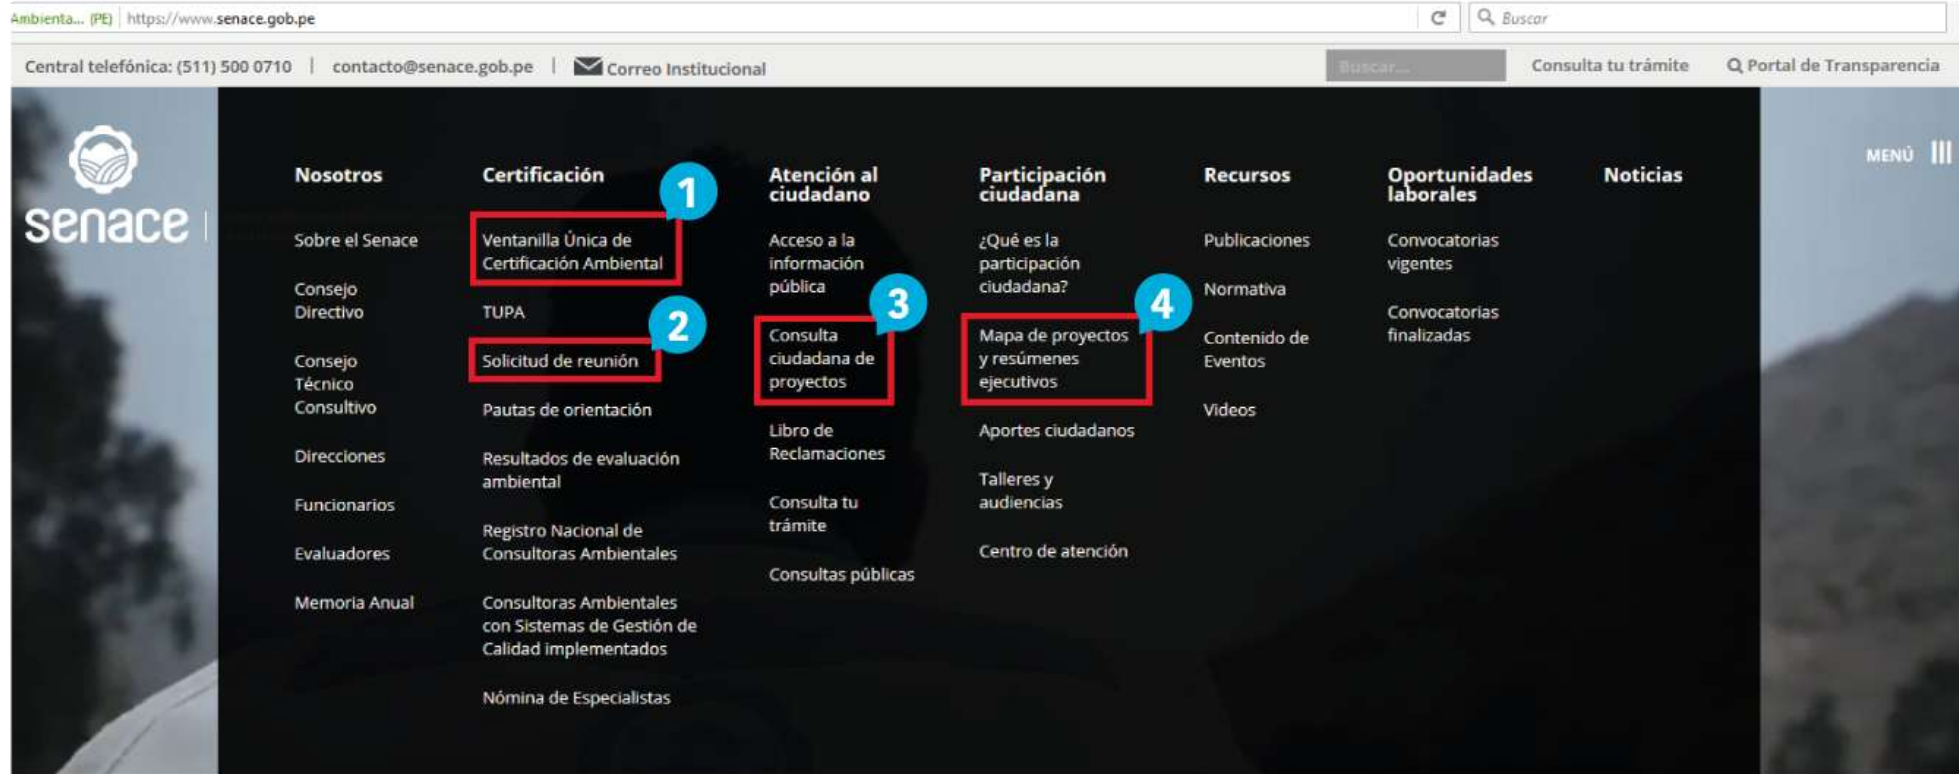 Ambienta... (PE) https://www.senace.gob.pe
Buscar
Central telefónica: (511) 500 0710 | contacto@senace.gob.pe | Correo Institucional
Buscar...
Consulta tu trámite
Portal de Transparencia
senace
MENÚ
Nosotros
Sobre el Senace
Consejo
Directivo
Consejo
Técnico
Consultivo
Direcciones
Funcionarios
Evaluadores
Memoria Anual
Certificación
1
Ventanilla Única de
Certificación Ambiental
TUPA
2
Solicitud de reunión
Pautas de orientación
Resultados de evaluación
ambiental
Registro Nacional de
Consultoras Ambientales
Consultoras Ambientales
con Sistemas de Gestión de
Calidad implementados
Nómina de Especialistas
Atención al
ciudadano
Acceso a la
información
pública
3
Consulta
ciudadana de
proyectos
Libro de
Reclamaciones
Consulta tu
trámite
Consultas públicas
Participación
ciudadana
¿Qué es la
participación
ciudadana?
4
Mapa de proyectos
y resúmenes
ejecutivos
Aportes ciudadanos
Talleres y
audiencias
Centro de atención
Recursos
Publicaciones
Normativa
Contenido de
Eventos
Videos
Oportunidades
laborales
Convocatorias
vigentes
Convocatorias
finalizadas
Noticias